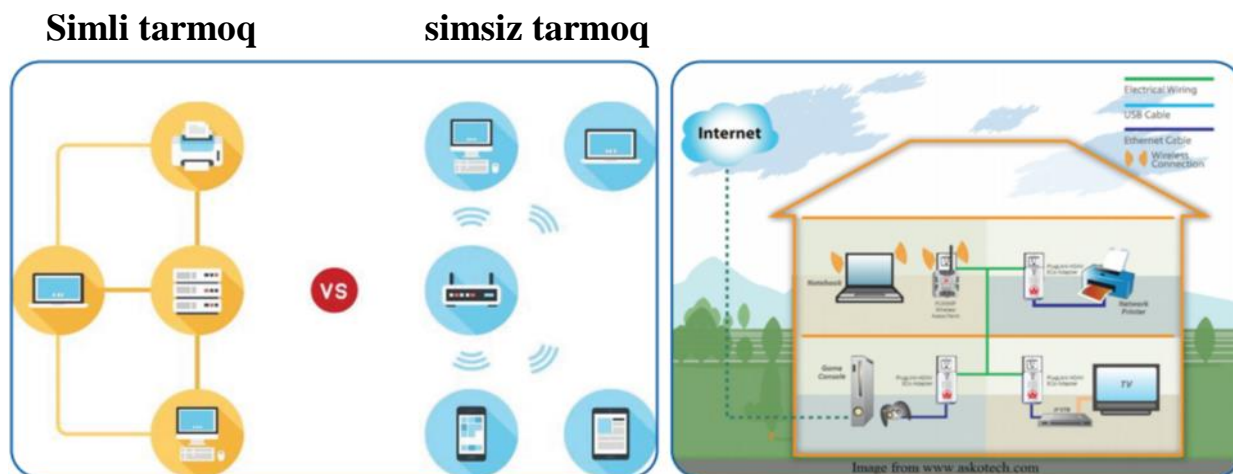 Simli tarmoq simsiz tarmoq
VS
Internet
Electrical Wiring
USB Cable
Ethernet Cable
Wireless
Connection
Notebook
Network
Printer
Game
Console
TV
Image from www.askotech.com